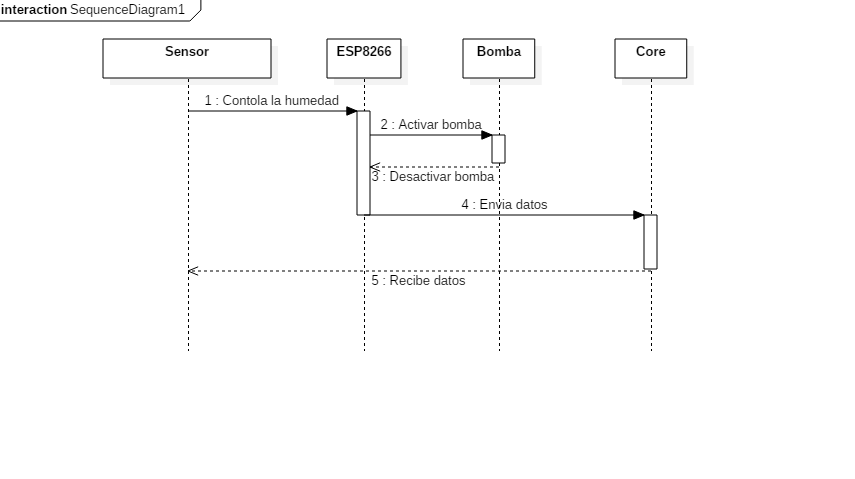 interaction SequenceDiagram1
Sensor
ESP8266
Bomba
Core
1 : Contola la humedad
2 : Activar bomba
3 : Desactivar bomba
4 : Envia datos
5 : Recibe datos